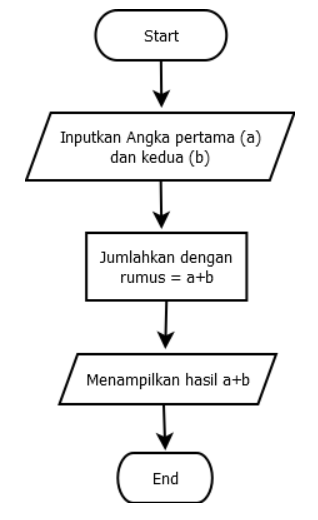 Start
Inputkan Angka pertama (a)
dan kedua (b)
Jumlahkan dengan
rumus = a+b
Menampilkan hasil a+b
End